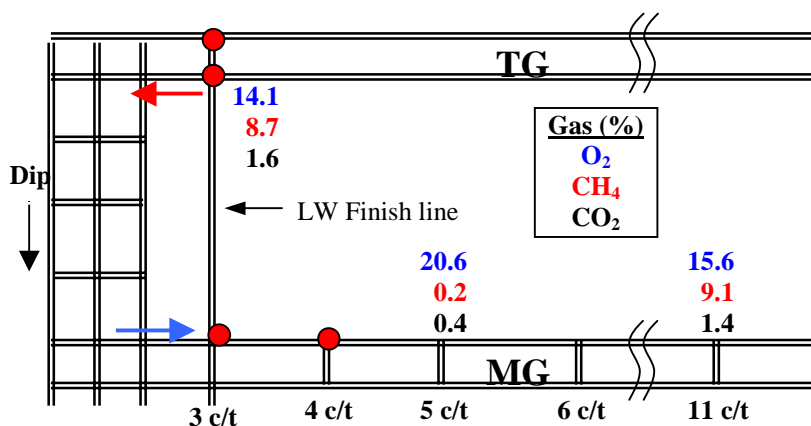 TG
14.1
8.7
1.6
Gas (%)
O₂
CH₄
CO₂
Dip
LW Finish line
20.6
0.2
0.4
15.6
9.1
1.4
MG
3 c/t 4 c/t 5 c/t 6 c/t 11 c/t